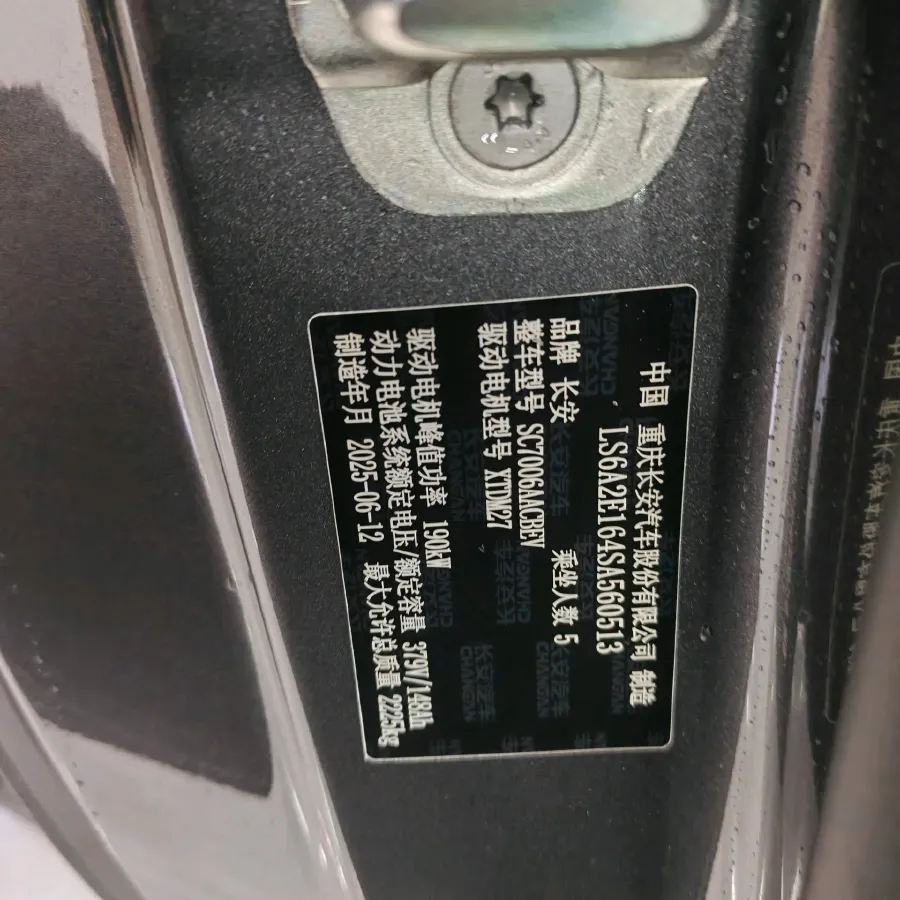 中国 重庆长安汽车股份有限公司 制造
LS6A2E164SA560513
品牌 长安 乘坐人数 5
整车型号 SC7006AACBEV
驱动电机型号 XTDM27
驱动电机峰值功率 190kW
动力电池系统额定电压/额定容量 379V/148Ah
制造年月 2025-06-12 最大允许总质量 2225kg